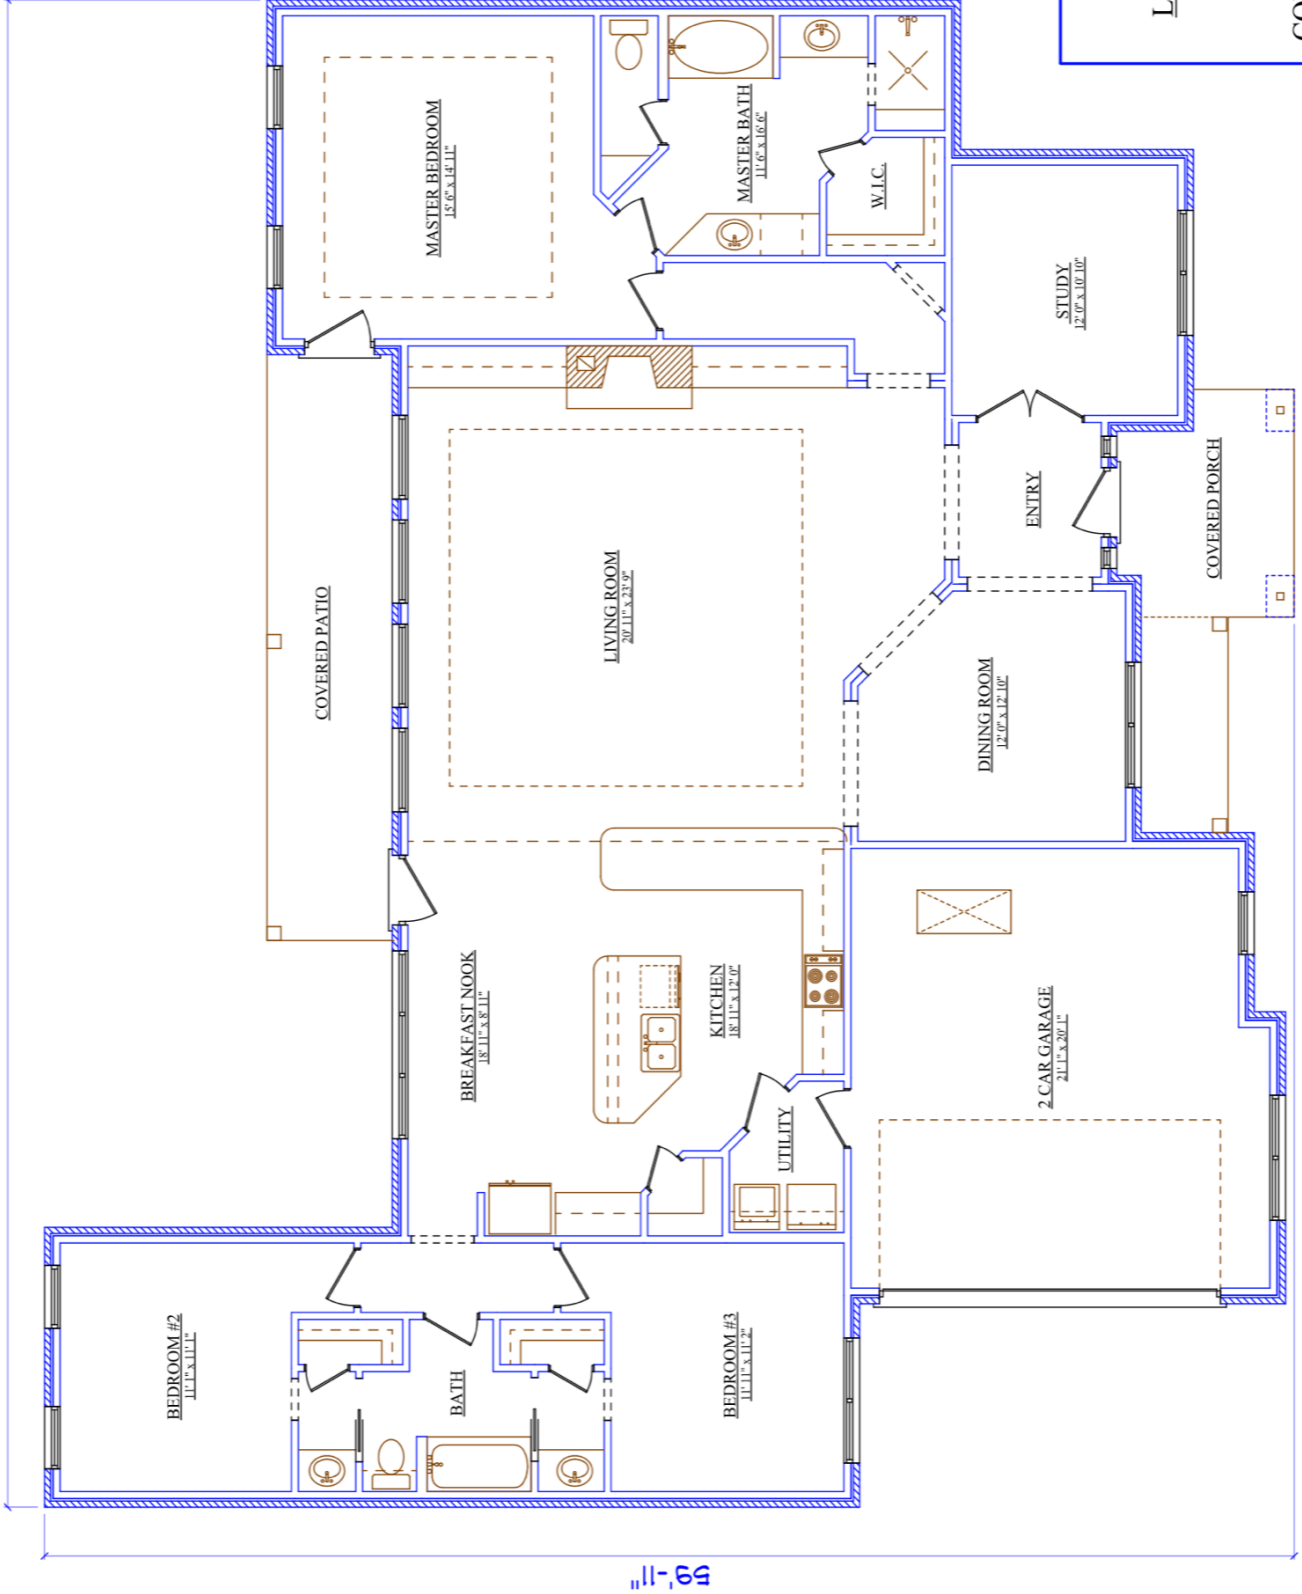 MASTER BEDROOM
15' 6" x 14' 11"
MASTER BATH
11' 6" x 16' 6"
W.I.C.
STUDY
12' 0" x 10' 10"
COVERED PATIO
LIVING ROOM
20' 11" x 23' 9"
ENTRY
COVERED PORCH
DINING ROOM
12' 0" x 12' 10"
BREAKFAST NOOK
18' 11" x 8' 11"
KITCHEN
18' 11" x 12' 0"
UTILITY
2 CAR GARAGE
21' 1" x 20' 1"
BEDROOM #2
11' 1" x 11' 1"
BATH
BEDROOM #3
11' 11" x 11' 2"
59'-11"
L
CO